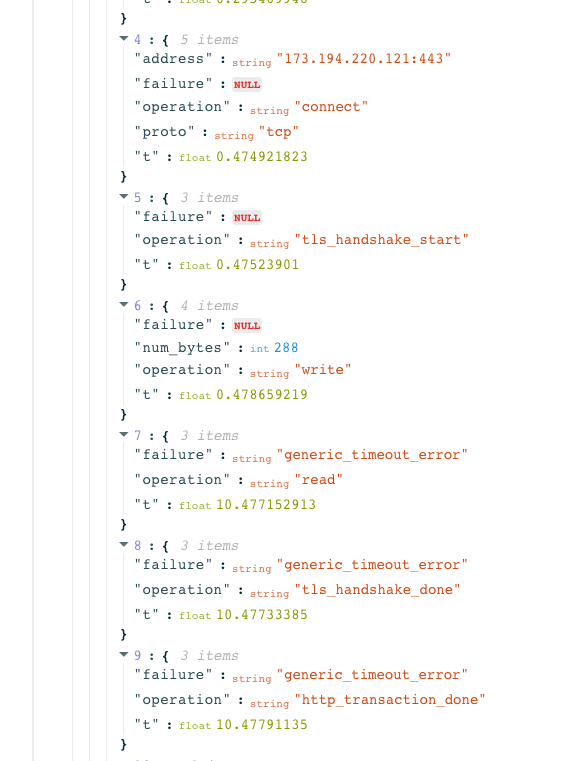 }
4 : { 5 items
"address" : string "173.194.220.121:443"
"failure" : NULL
"operation" : string "connect"
"proto" : string "tcp"
"t" : float 0.474921823
}
5 : { 3 items
"failure" : NULL
"operation" : string "tls_handshake_start"
"t" : float 0.47523901
}
6 : { 4 items
"failure" : NULL
"num_bytes" : int 288
"operation" : string "write"
"t" : float 0.478659219
}
7 : { 3 items
"failure" : string "generic_timeout_error"
"operation" : string "read"
"t" : float 10.477152913
}
8 : { 3 items
"failure" : string "generic_timeout_error"
"operation" : string "tls_handshake_done"
"t" : float 10.47733385
}
9 : { 3 items
"failure" : string "generic_timeout_error"
"operation" : string "http_transaction_done"
"t" : float 10.47791135
}